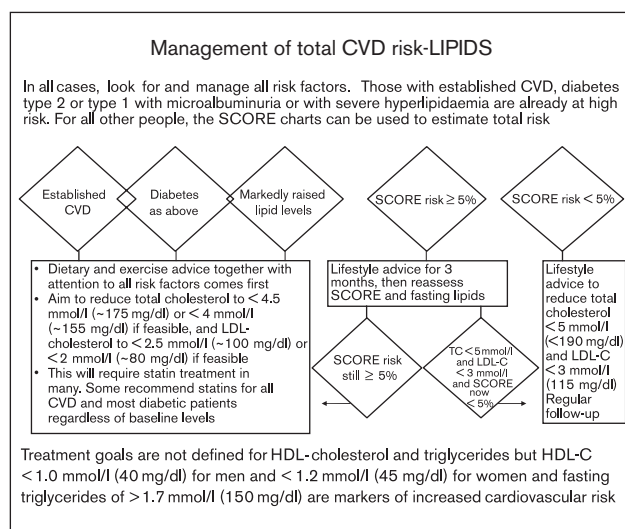 Management of total CVD risk-LIPIDS
In all cases, look for and manage all risk factors. Those with established CVD, diabetes
type 2 or type 1 with microalbuminuria or with severe hyperlipidaemia are already at high
risk. For all other people, the SCORE charts can be used to estimate total risk
Established
CVD
Diabetes
as above
Markedly raised
lipid levels
SCORE risk ≥ 5%
SCORE risk < 5%
• Dietary and exercise advice together with
attention to all risk factors comes first
• Aim to reduce total cholesterol to < 4.5
mmol/l (~175 mg/dl) or < 4 mmol/l
(~155 mg/dl) if feasible, and LDL-
cholesterol to < 2.5 mmol/l (~100 mg/dl) or
< 2 mmol/l (~80 mg/dl) if feasible
• This will require statin treatment in
many. Some recommend statins for all
CVD and most diabetic patients
regardless of baseline levels
Lifestyle advice for 3
months, then reassess
SCORE and fasting lipids
SCORE risk
still ≥ 5%
TC < 5 mmol/l
and LDL-C
< 3 mmol/l
and SCORE
now
< 5%
Lifestyle
advice to
reduce total
cholesterol
< 5 mmol/l
(<190 mg/dl)
and LDL-C
< 3 mmol/l
(115 mg/dl)
Regular
follow-up
Treatment goals are not defined for HDL-cholesterol and triglycerides but HDL-C
< 1.0 mmol/l (40 mg/dl) for men and < 1.2 mmol/l (45 mg/dl) for women and fasting
triglycerides of > 1.7 mmol/l (150 mg/dl) are markers of increased cardiovascular risk